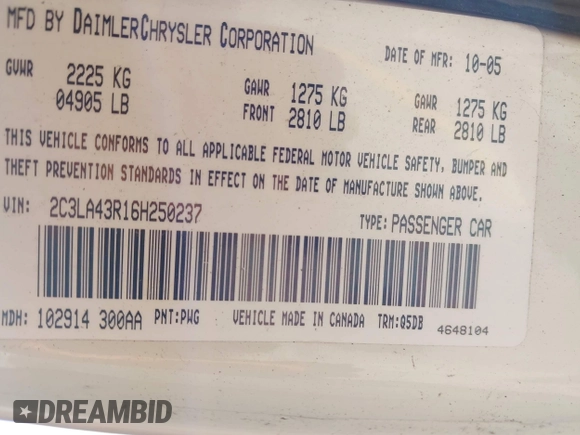 MFD BY DAIMLERCHRYSLER CORPORATION
DATE OF MFR: 10-05
GVWR 2225 KG
04905 LB
GAWR 1275 KG
FRONT 2810 LB
GAWR 1275 KG
REAR 2810 LB
THIS VEHICLE CONFORMS TO ALL APPLICABLE FEDERAL MOTOR VEHICLE SAFETY, BUMPER AND
THEFT PREVENTION STANDARDS IN EFFECT ON THE DATE OF MANUFACTURE SHOWN ABOVE.
VIN: 2C3LA43R16H250237
TYPE: PASSENGER CAR
MDH: 102914 300AA PNT:PWG VEHICLE MADE IN CANADA TRM:Q5DB
4648104
DREAMBID